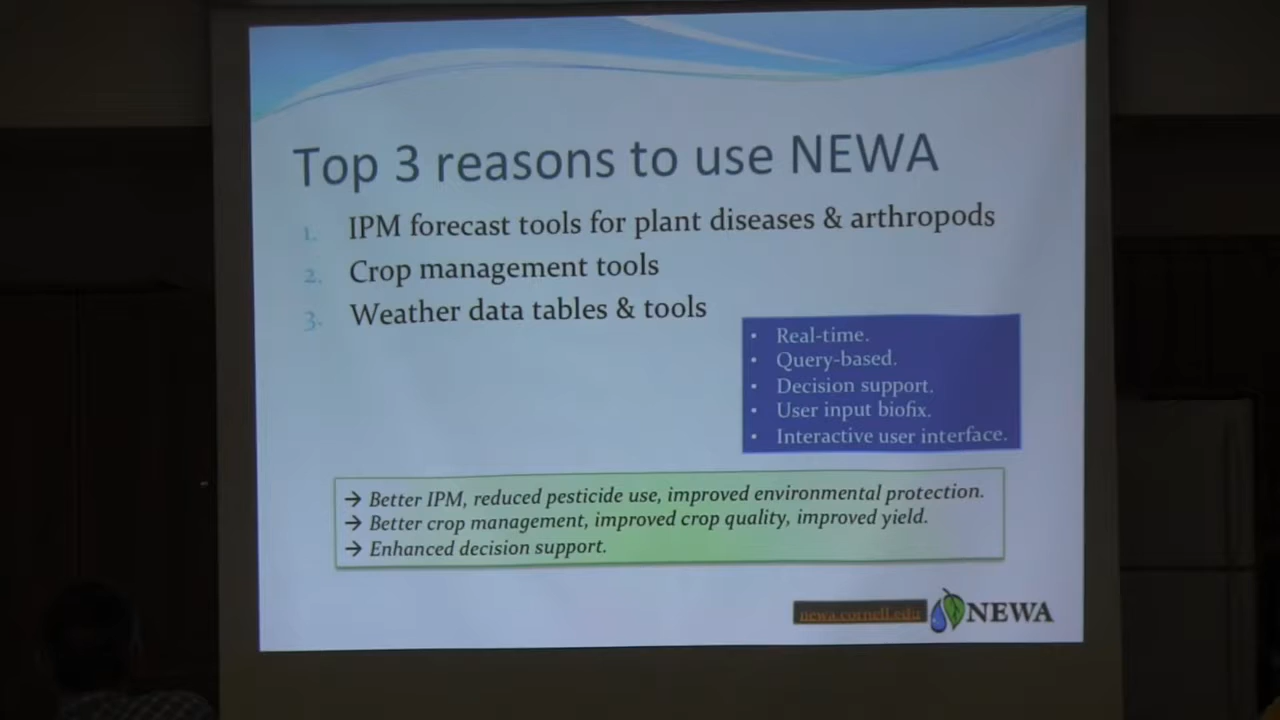 Top 3 reasons to use NEWA
1. IPM forecast tools for plant diseases & arthropods
2. Crop management tools
3. Weather data tables & tools
• Real-time.
• Query-based.
• Decision support.
• User input biofix.
• Interactive user interface.
→ Better IPM, reduced pesticide use, improved environmental protection.
→ Better crop management, improved crop quality, improved yield.
→ Enhanced decision support.
newa.cornell.edu
NEWA